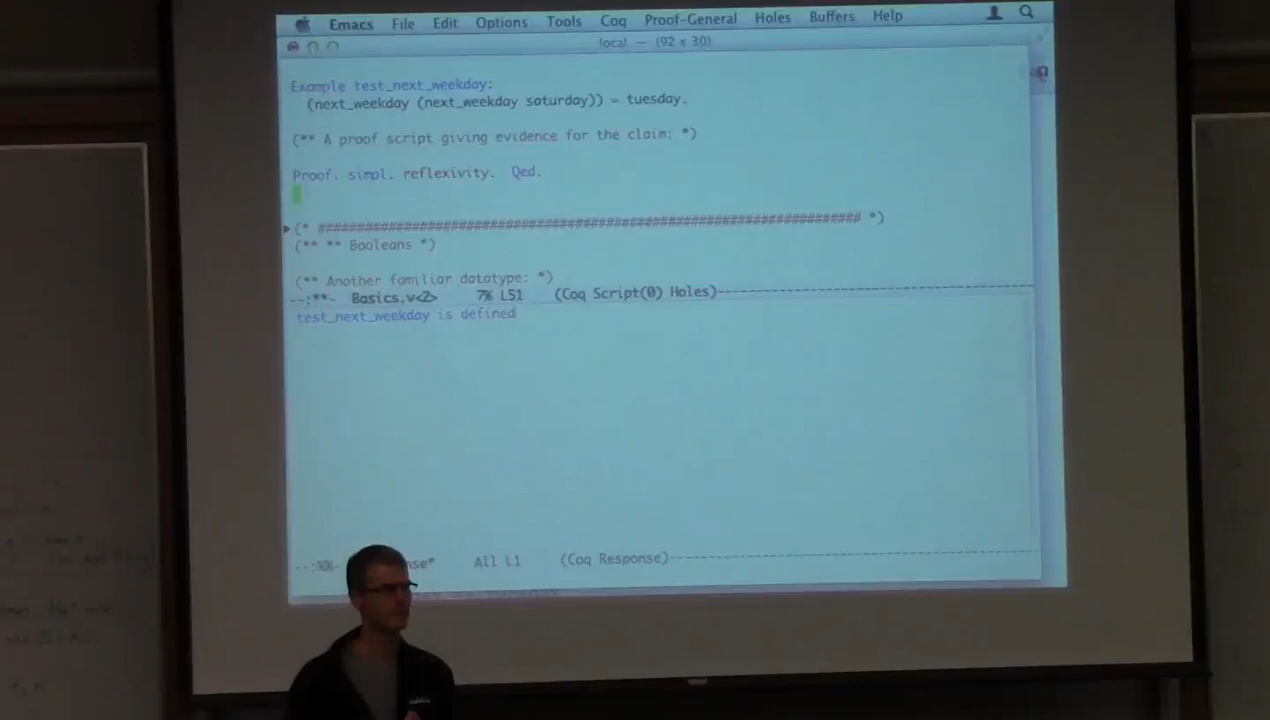 Emacs File Edit Options Tools Coq Proof-General Holes Buffers Help
local — (92 x 30)
Example test_next_weekday:
(next_weekday (next_weekday saturday)) = tuesday.
(** A proof script giving evidence for the claim: *)
Proof. simpl. reflexivity. Qed.
(* ###################################################################### *)
(** ** Booleans *)
(** Another familiar datatype: *)
--:**- Basics.v<2> 7% L51 (Coq Script(0) Holes)
test_next_weekday is defined
--:%%- nse* All L1 (Coq Response)